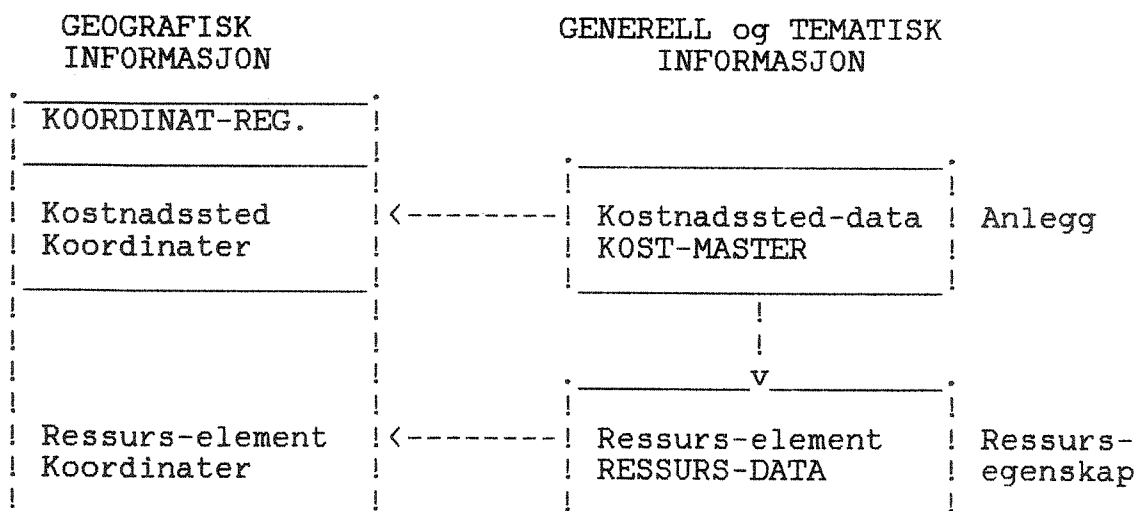 GEOGRAFISK
INFORMASJON
GENERELL og TEMATISK
INFORMASJON
KOORDINAT-REG.
Kostnadssted
Koordinater
Kostnadssted-data
KOST-MASTER
Anlegg
Ressurs-element
Koordinater
Ressurs-element
RESSURS-DATA
Ressurs-
egenskap